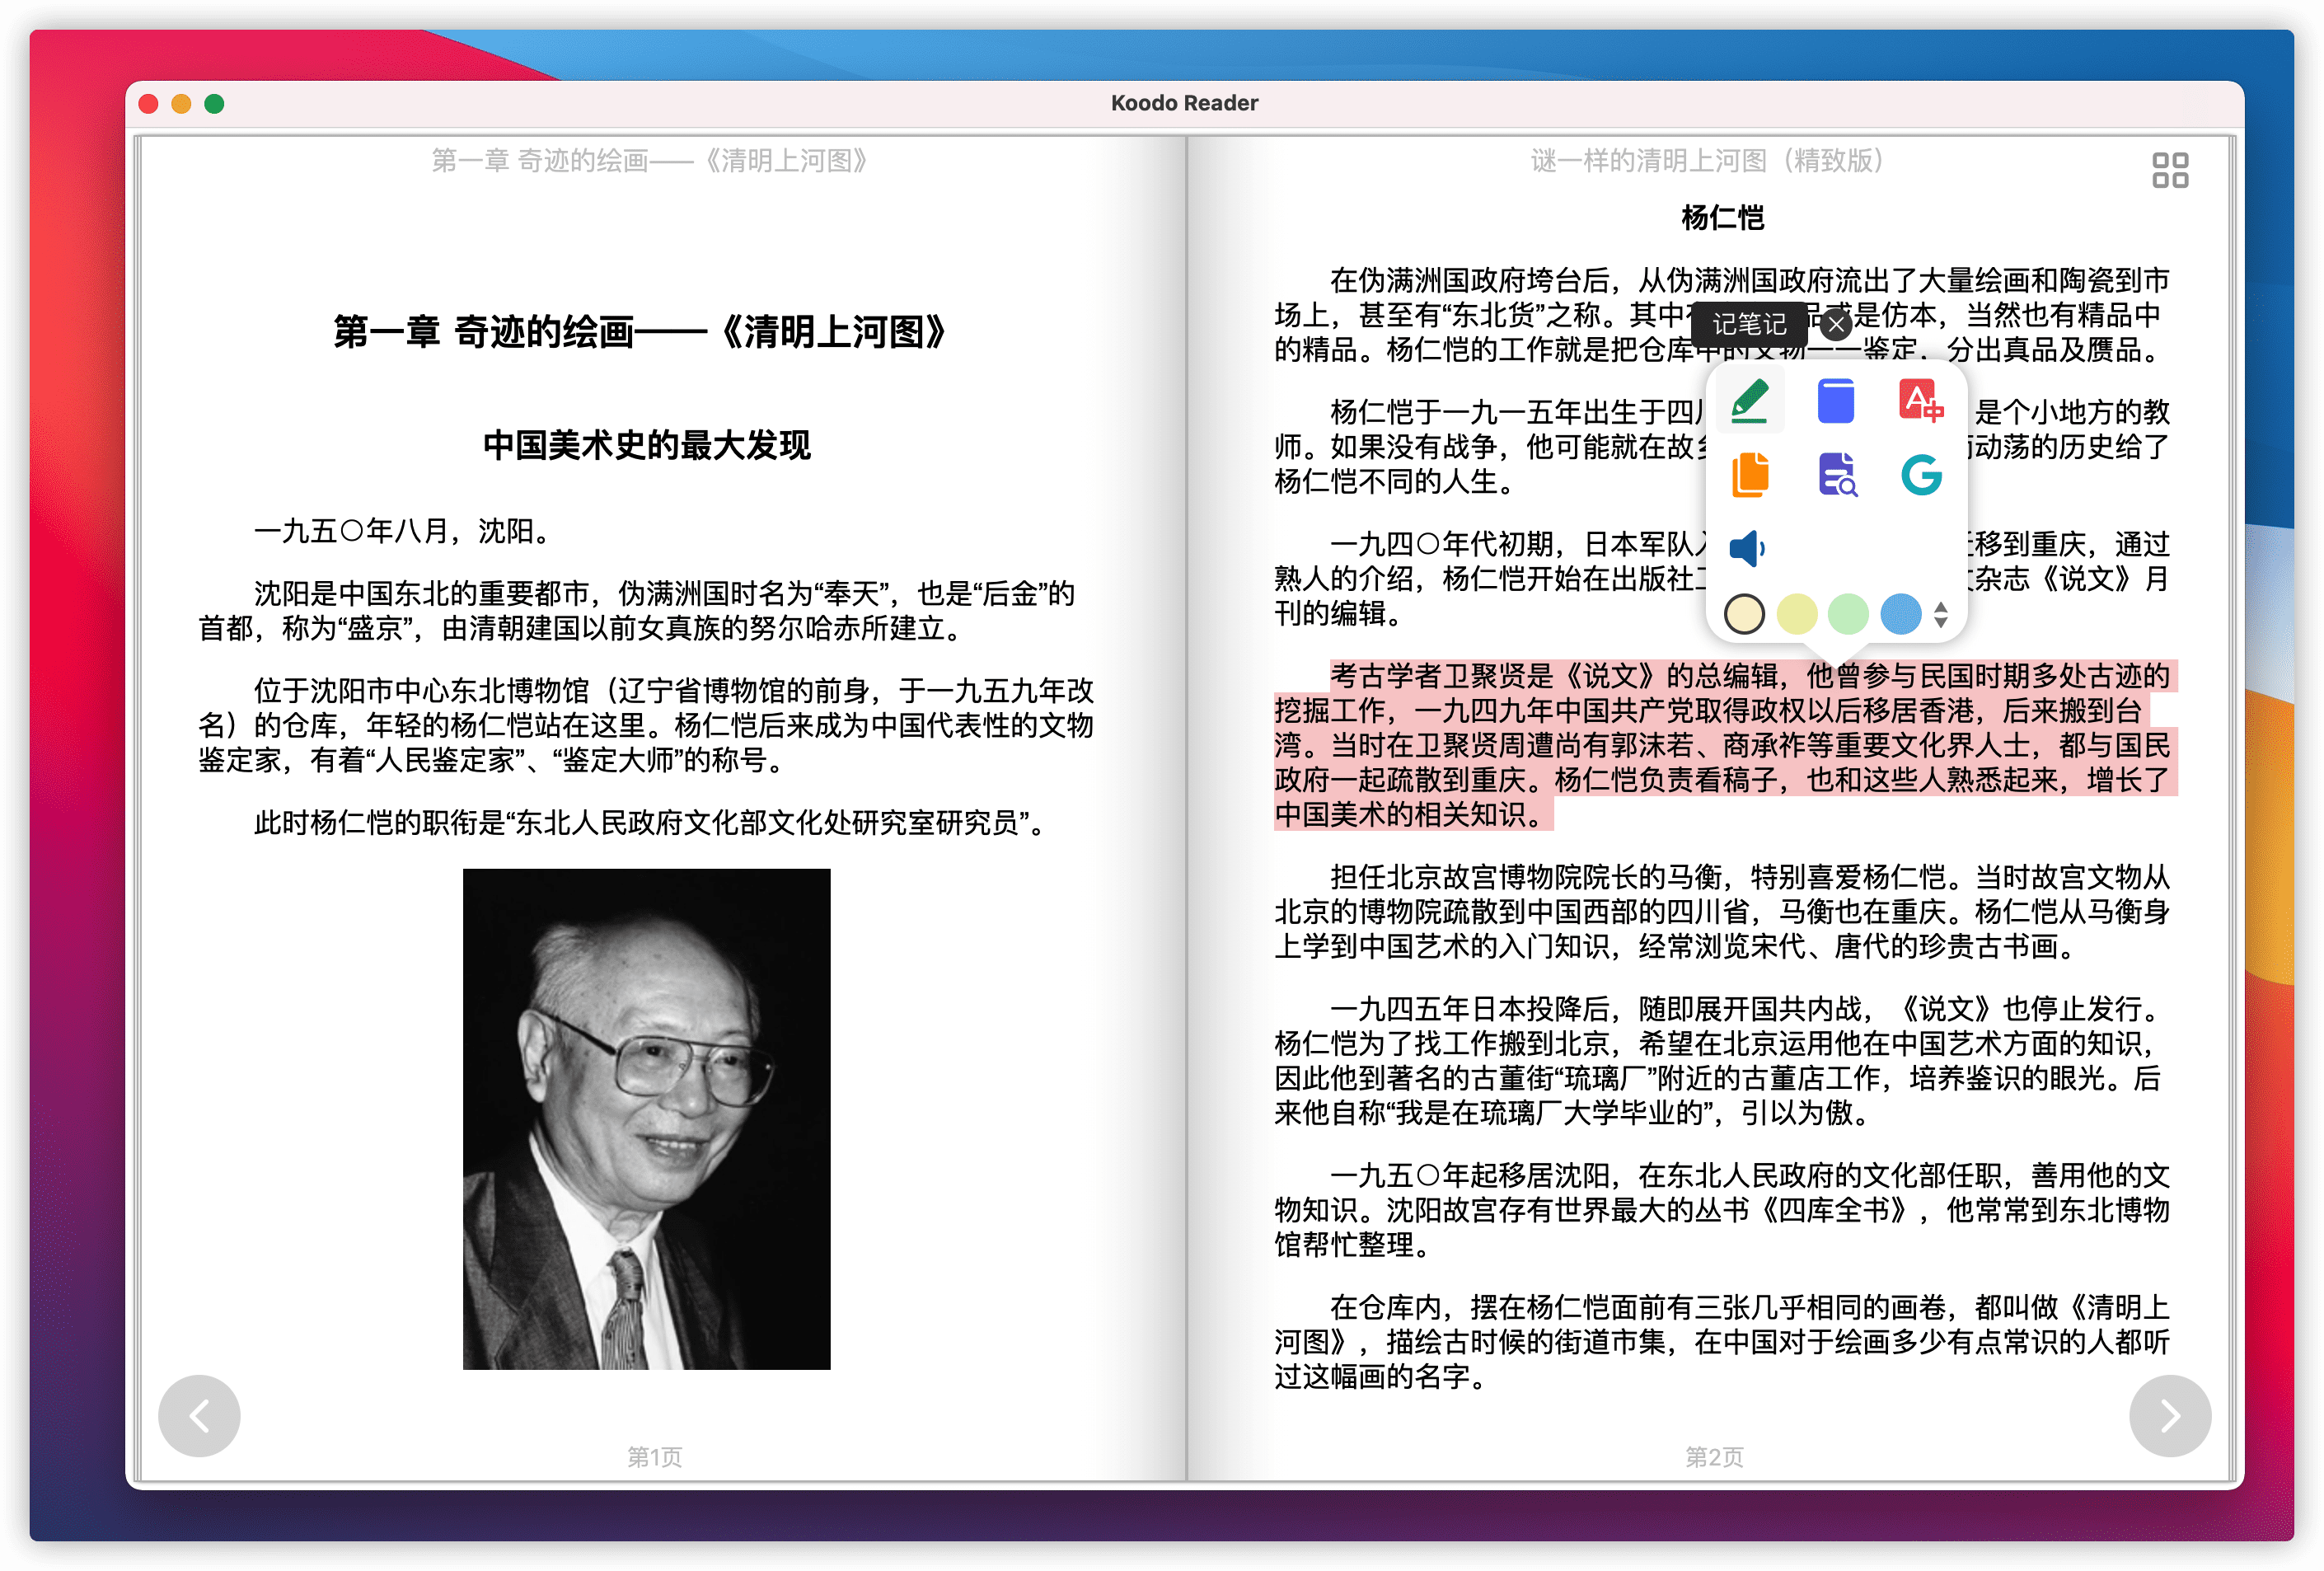 Koodo Reader
第一章 奇迹的绘画——《清明上河图》
第一章 奇迹的绘画——《清明上河图》
中国美术史的最大发现
一九五〇年八月，沈阳。
沈阳是中国东北的重要都市，伪满洲国时名为“奉天”，也是“后金”的
首都，称为“盛京”，由清朝建国以前女真族的努尔哈赤所建立。
位于沈阳市中心东北博物馆（辽宁省博物馆的前身，于一九五九年改
名）的仓库，年轻的杨仁恺站在这里。杨仁恺后来成为中国代表性的文物
鉴定家，有着“人民鉴定家”、“鉴定大师”的称号。
此时杨仁恺的职衔是“东北人民政府文化部文化处研究室研究员”。
第1页
谜一样的清明上河图（精致版）
杨仁恺
在伪满洲国政府垮台后，从伪满洲国政府流出了大量绘画和陶瓷到市
场上，甚至有“东北货”之称。其中 是仿本，当然也有精品中
的精品。杨仁恺的工作就是把仓库中的文物一一鉴定，分出真品及赝品。
记笔记
杨仁恺于一九一五年出生于四 是个小地方的教
师。如果没有战争，他可能就在故 动荡的历史给了
杨仁恺不同的人生。
一九四〇年代初期，日本军队 移到重庆，通过
熟人的介绍，杨仁恺开始在出版社 杂志《说文》月
刊的编辑。
考古学者卫聚贤是《说文》的总编辑，他曾参与民国时期多处古迹的
挖掘工作，一九四九年中国共产党取得政权以后移居香港，后来搬到台
湾。当时在卫聚贤周遭尚有郭沫若、商承祚等重要文化界人士，都与国民
政府一起疏散到重庆。杨仁恺负责看稿子，也和这些人熟悉起来，增长了
中国美术的相关知识。
担任北京故宫博物院院长的马衡，特别喜爱杨仁恺。当时故宫文物从
北京的博物院疏散到中国西部的四川省，马衡也在重庆。杨仁恺从马衡身
上学到中国艺术的入门知识，经常浏览宋代、唐代的珍贵古书画。
一九四五年日本投降后，随即展开国共内战，《说文》也停止发行。
杨仁恺为了找工作搬到北京，希望在北京运用他在中国艺术方面的知识，
因此他到著名的古董街“琉璃厂”附近的古董店工作，培养鉴识的眼光。后
来他自称“我是在琉璃厂大学毕业的”，引以为傲。
一九五〇年起移居沈阳，在东北人民政府的文化部任职，善用他的文
物知识。沈阳故宫存有世界最大的丛书《四库全书》，他常常到东北博物
馆帮忙整理。
在仓库内，摆在杨仁恺面前有三张几乎相同的画卷，都叫做《清明上
河图》，描绘古时候的街道市集，在中国对于绘画多少有点常识的人都听
过这幅画的名字。
第2页